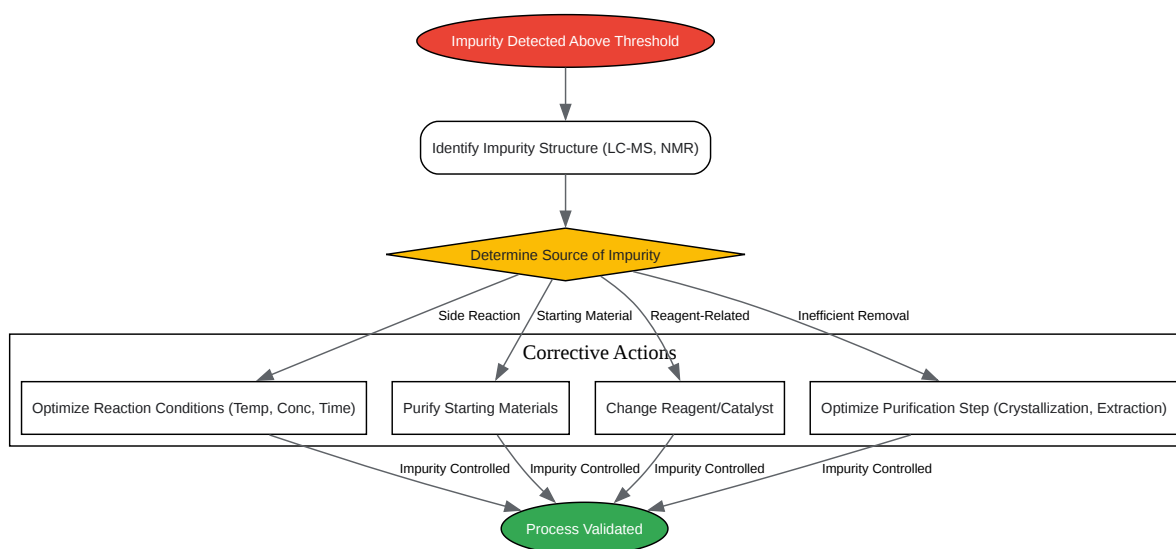 Impurity Detected Above Threshold
Identify Impurity Structure (LC-MS, NMR)
Determine Source of Impurity
Side Reaction
Starting Material
Reagent-Related
Inefficient Removal
Corrective Actions
Optimize Reaction Conditions (Temp, Conc, Time)
Purify Starting Materials
Change Reagent/Catalyst
Optimize Purification Step (Crystallization, Extraction)
Impurity Controlled
Impurity Controlled
Impurity Controlled
Impurity Controlled
Process Validated